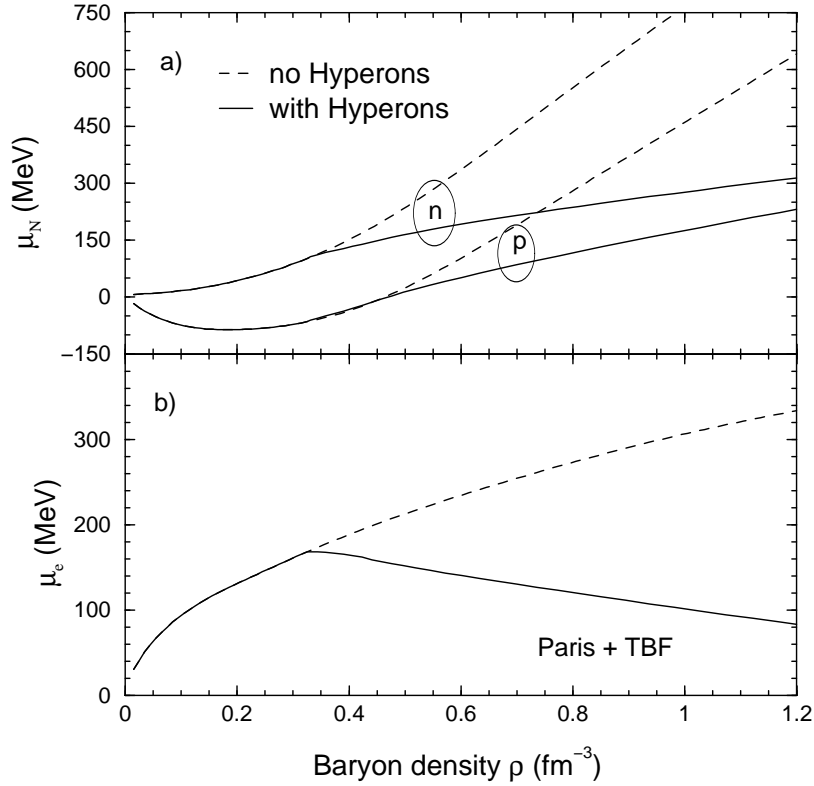 750
600
450
300
150
0
−150
μN (MeV)
a)
no Hyperons
with Hyperons
n
p
b)
300
200
100
0
μe (MeV)
Paris + TBF
0 0.2 0.4 0.6 0.8 1 1.2
Baryon density ρ (fm−3)